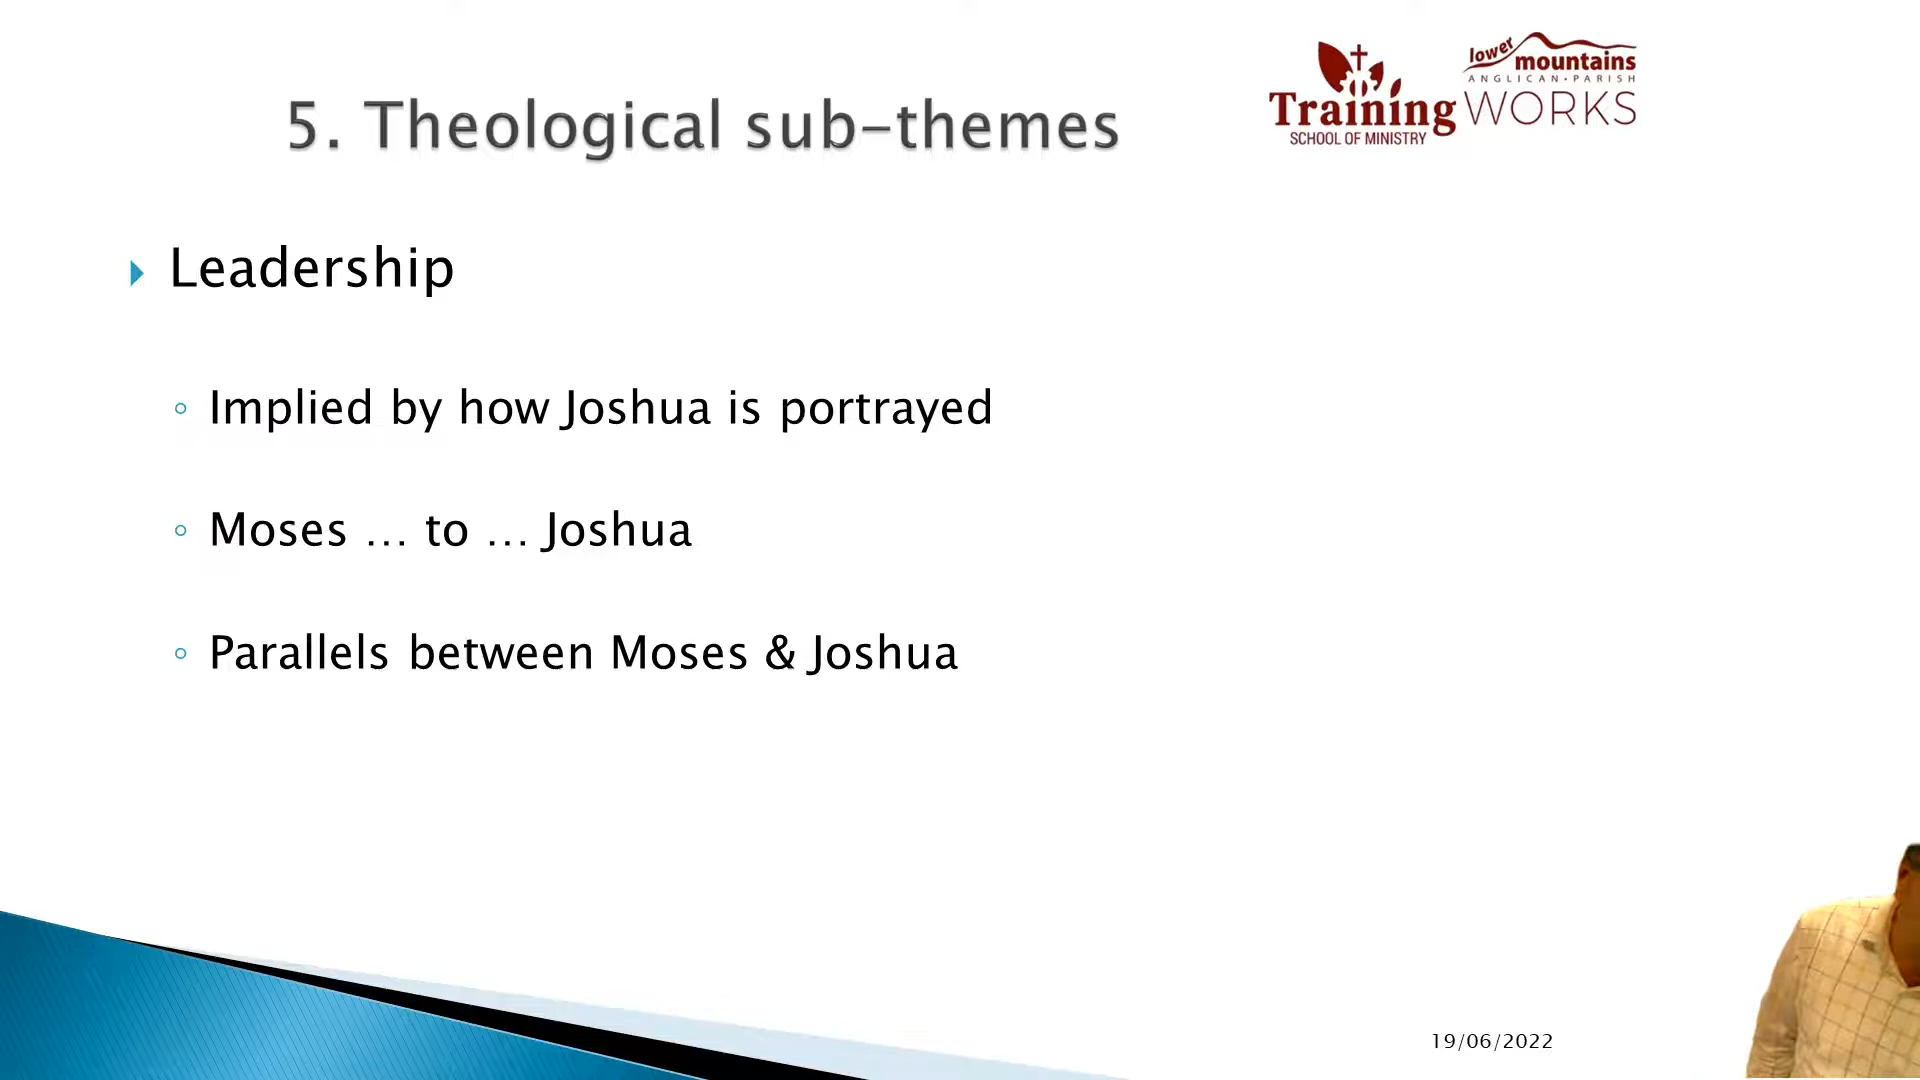 5. Theological sub-themes
Training
SCHOOL OF MINISTRY
lower
mountains
ANGLICAN • PARISH
WORKS
Leadership
Implied by how Joshua is portrayed
Moses … to … Joshua
Parallels between Moses & Joshua
19/06/2022